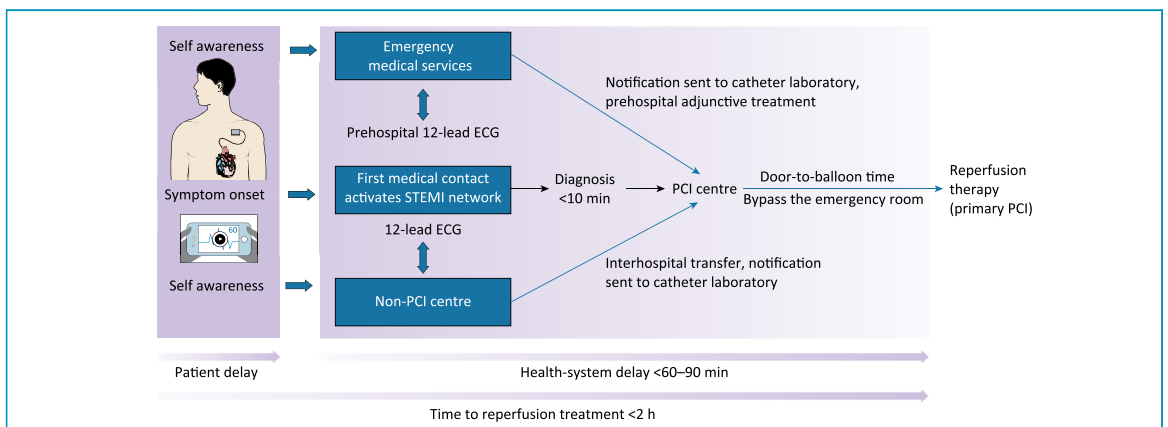 Self awareness
Symptom onset
60
Self awareness
Emergency
medical services
Prehospital 12-lead ECG
First medical contact
activates STEMI network
12-lead ECG
Non-PCI centre
Notification sent to catheter laboratory,
prehospital adjunctive treatment
Diagnosis
<10 min
PCI centre
Interhospital transfer, notification
sent to catheter laboratory
Door-to-balloon time
Bypass the emergency room
Reperfusion
therapy
(primary PCI)
Patient delay
Health-system delay <60–90 min
Time to reperfusion treatment <2 h